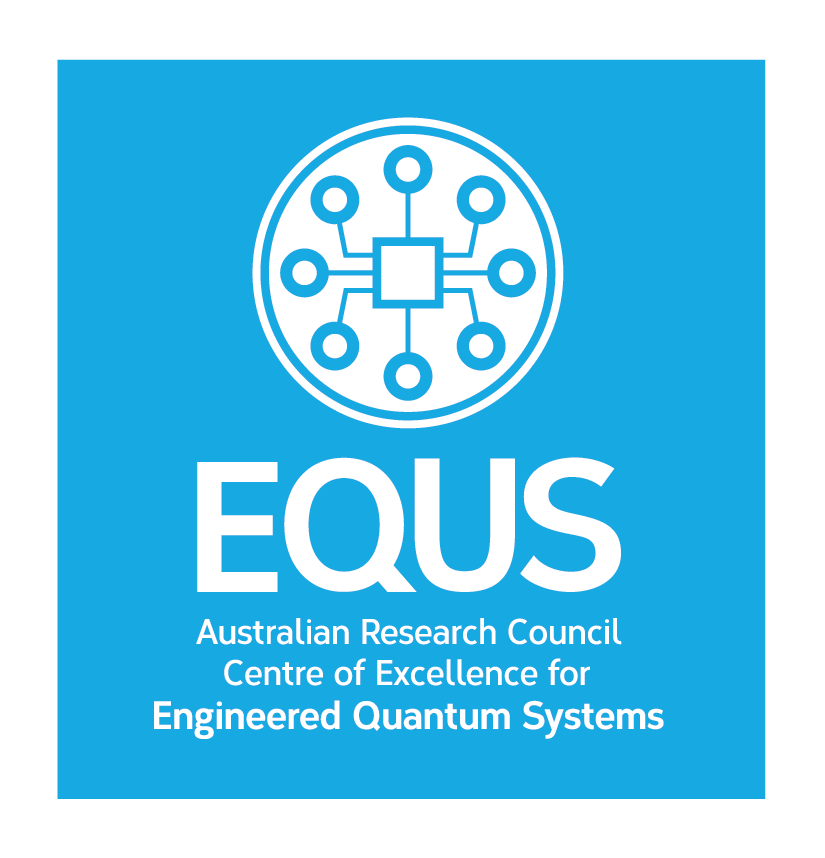 EQUS
Australian Research Council
Centre of Excellence for
Engineered Quantum Systems